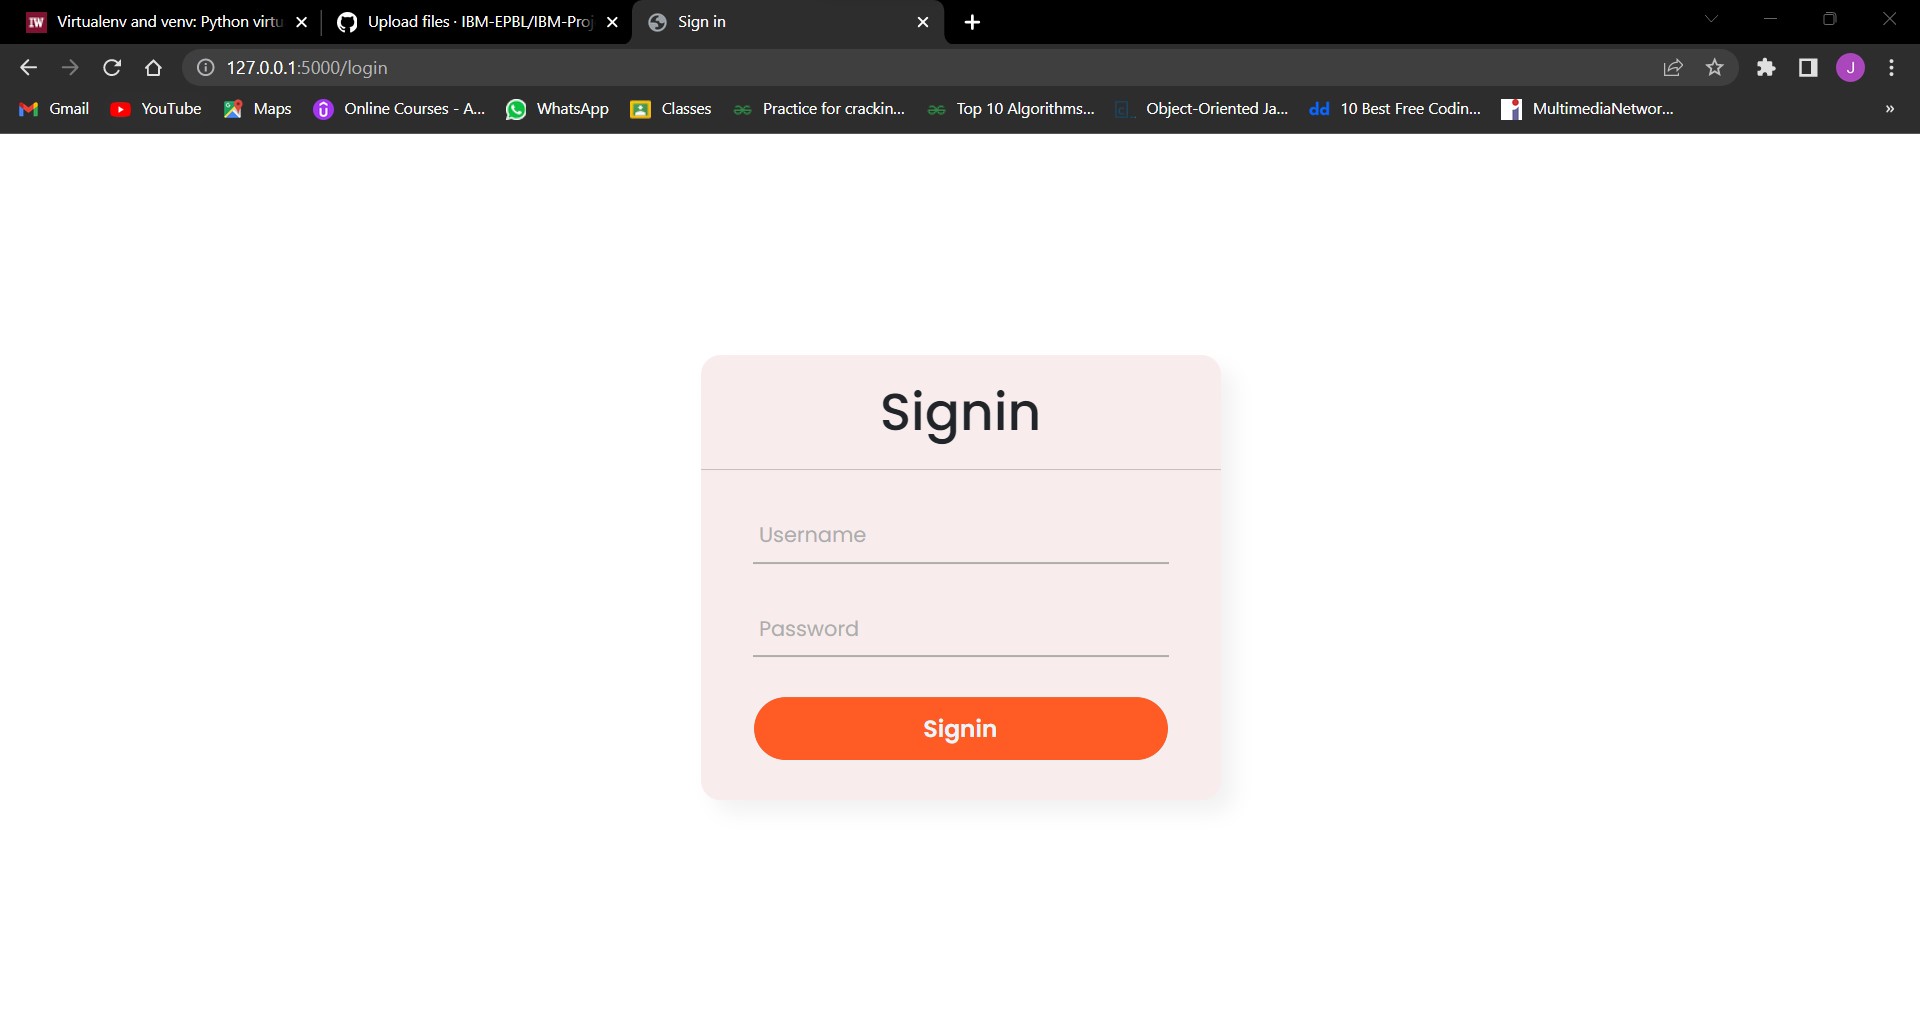 Virtualenv and venv: Python virtu
Upload files · IBM-EPBL/IBM-Proj
Sign in
127.0.0.1:5000/login
J
Gmail
YouTube
Maps
Online Courses - A...
WhatsApp
Classes
Practice for crackin...
Top 10 Algorithms...
Object-Oriented Ja...
dd 10 Best Free Codin...
MultimediaNetwor...
»
Signin
Username
Password
Signin